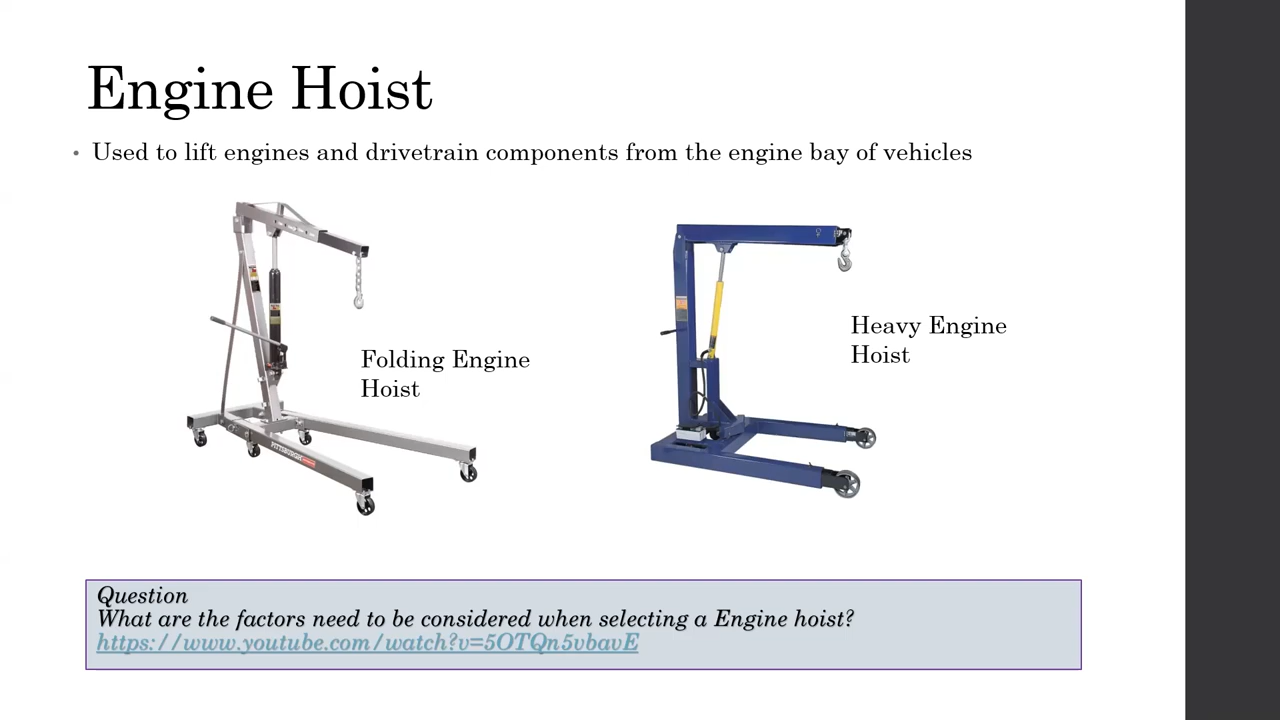 Engine Hoist
• Used to lift engines and drivetrain components from the engine bay of vehicles
Folding Engine
Hoist
Heavy Engine
Hoist
PITTSBURGH
Question
What are the factors need to be considered when selecting a Engine hoist?
https://www.youtube.com/watch?v=5OTQn5vbavE